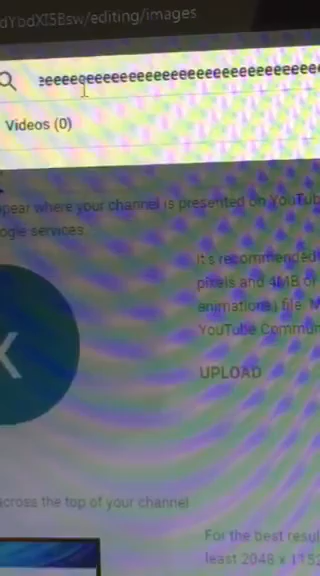 dYodXI5Bsw/editing/images
eeeeeqeeeeeeeeeeeeeeeeeeeeeeeeeeeee
Videos (0)
ppear where your channel is presented on YouTub
ogle services.
It's recommended
pixels and 4MB or
animations) file. M
YouTube Commun
X
UPLOAD
across the top of your channel
For the best resul
least 2048 x 1152